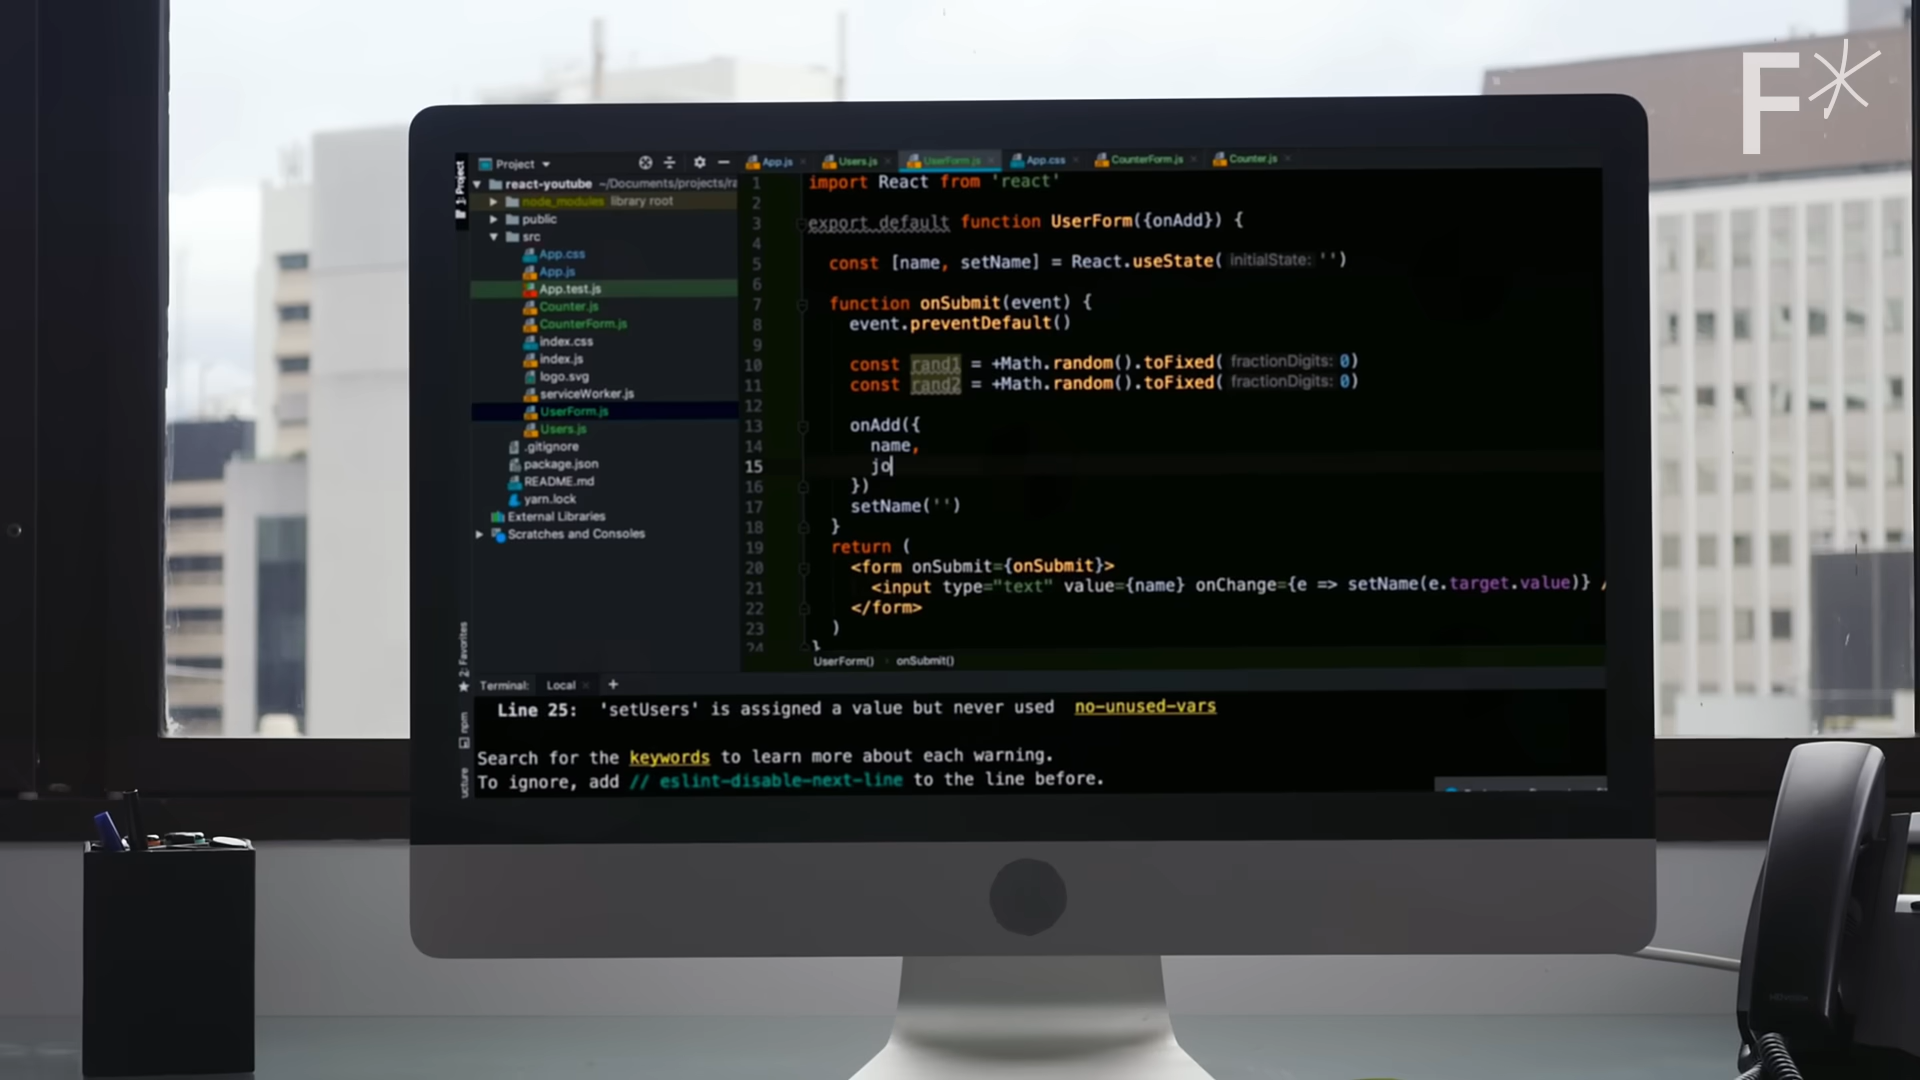 F*
1: Project
Project
react-youtube ~/Documents/projects/ra
node_modules library root
public
src
App.css
App.js
App.test.js
Counter.js
CounterForm.js
index.css
index.js
logo.svg
serviceWorker.js
UserForm.js
Users.js
.gitignore
package.json
README.md
yarn.lock
External Libraries
Scratches and Consoles
App.js Users.js UserForm.js App.css CounterForm.js Counter.js
1 import React from 'react'
2
3 export default function UserForm({onAdd}) {
4
5 const [name, setName] = React.useState( initialState: '')
6
7 function onSubmit(event) {
8 event.preventDefault()
9
10 const rand1 = +Math.random().toFixed( fractionDigits: 0)
11 const rand2 = +Math.random().toFixed( fractionDigits: 0)
12
13 onAdd({
14 name,
15 jo
16 })
17 setName('')
18 }
19 return (
20 <form onSubmit={onSubmit}>
21 <input type="text" value={name} onChange={e => setName(e.target.value)} /
22 </form>
23 )
24 }
UserForm() onSubmit()
2: Favorites
npm
Terminal: Local +
Line 25: 'setUsers' is assigned a value but never used no-unused-vars
Search for the keywords to learn more about each warning.
To ignore, add // eslint-disable-next-line to the line before.